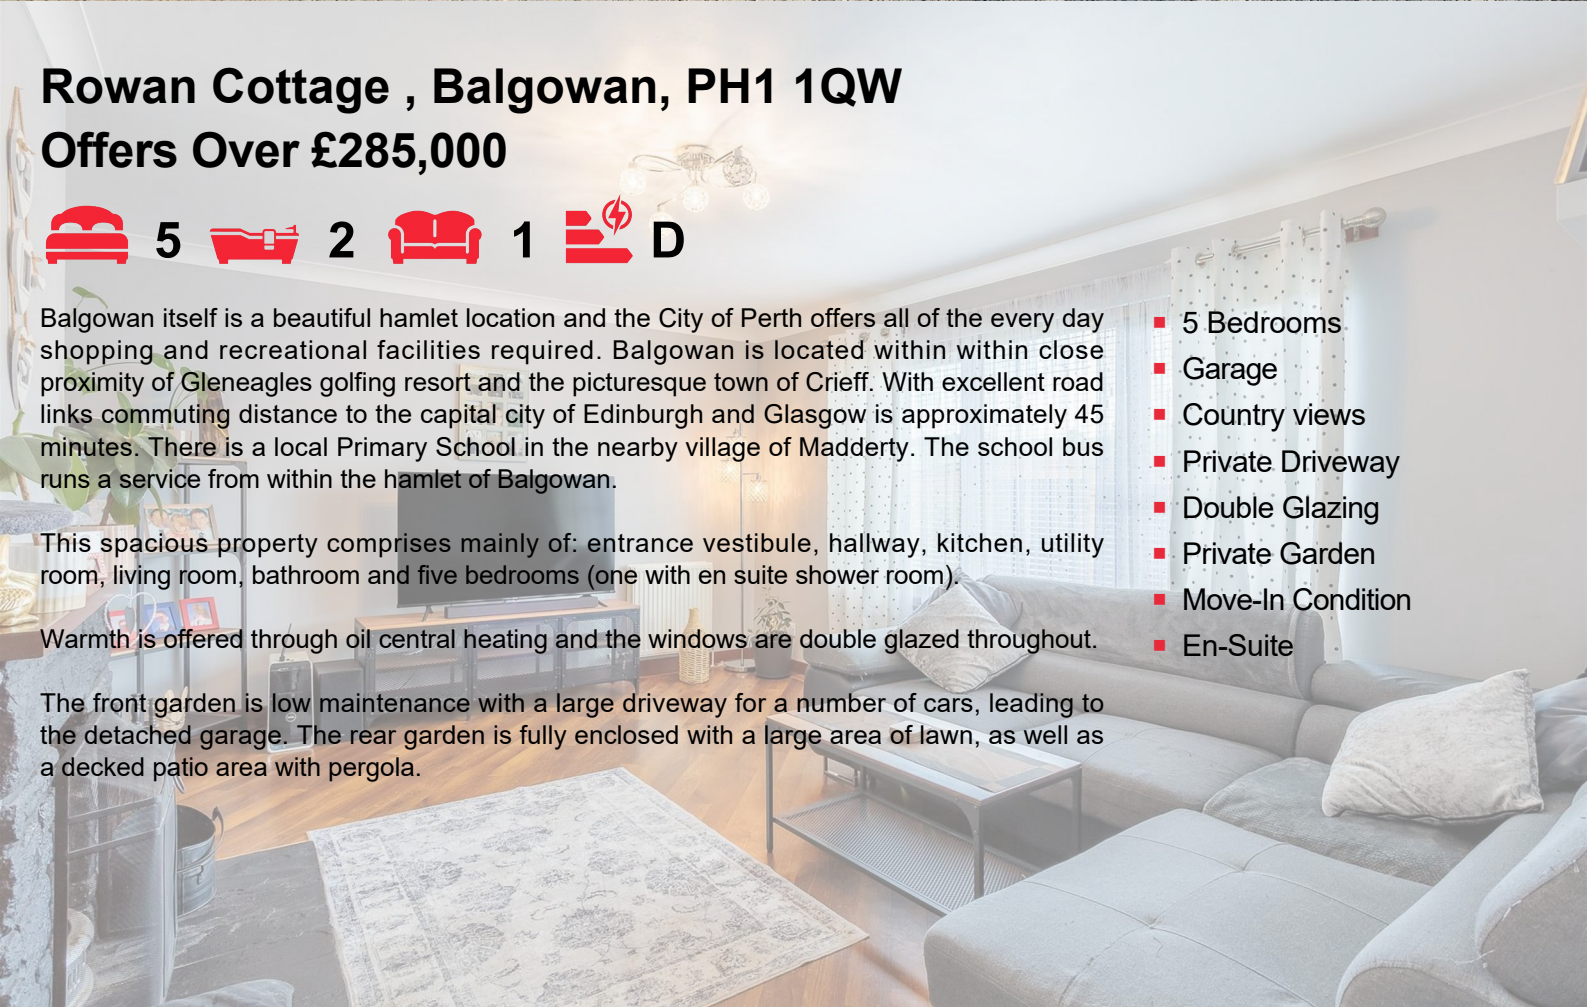 Rowan Cottage , Balgowan, PH1 1QW
Offers Over £285,000
5 2 1 D
Balgowan itself is a beautiful hamlet location and the City of Perth offers all of the every day
shopping and recreational facilities required. Balgowan is located within within close
proximity of Gleneagles golfing resort and the picturesque town of Crieff. With excellent road
links commuting distance to the capital city of Edinburgh and Glasgow is approximately 45
minutes. There is a local Primary School in the nearby village of Madderty. The school bus
runs a service from within the hamlet of Balgowan.
This spacious property comprises mainly of: entrance vestibule, hallway, kitchen, utility
room, living room, bathroom and five bedrooms (one with en suite shower room).
Warmth is offered through oil central heating and the windows are double glazed throughout.
The front garden is low maintenance with a large driveway for a number of cars, leading to
the detached garage. The rear garden is fully enclosed with a large area of lawn, as well as
a decked patio area with pergola.
5 Bedrooms
Garage
Country views
Private Driveway
Double Glazing
Private Garden
Move-In Condition
En-Suite